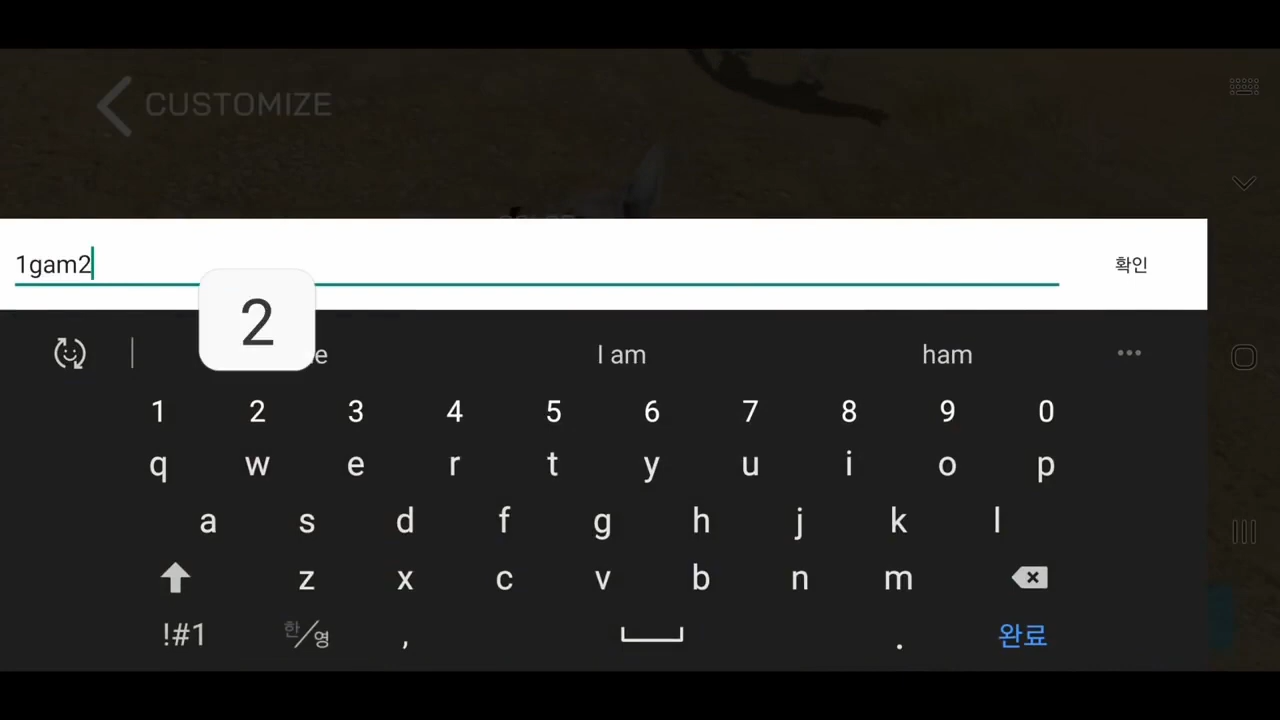 CUSTOMIZE
1gam2
확인
2
e
I am
ham
1 2 3 4 5 6 7 8 9 0
q w e r t y u i o p
a s d f g h j k l
z x c v b n m
!#1 한/영 , . 완료